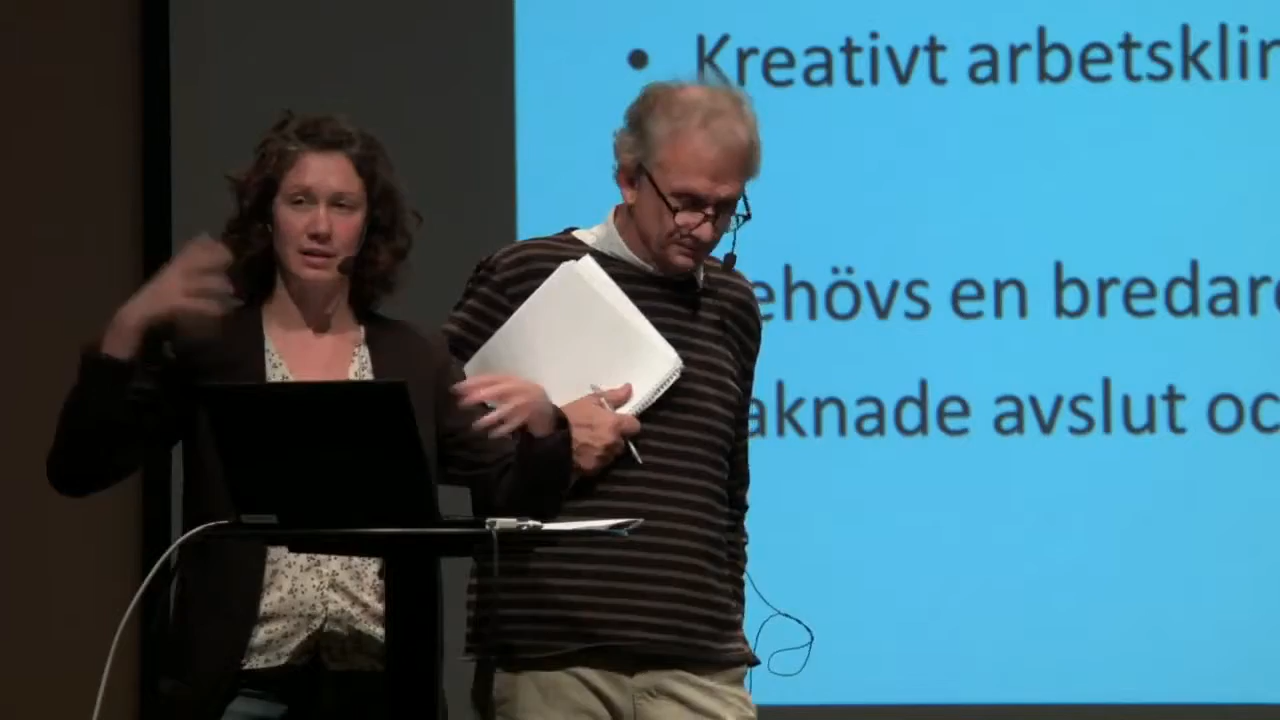 • Kreativt arbetsklim
ehövs en bredare
aknade avslut oc